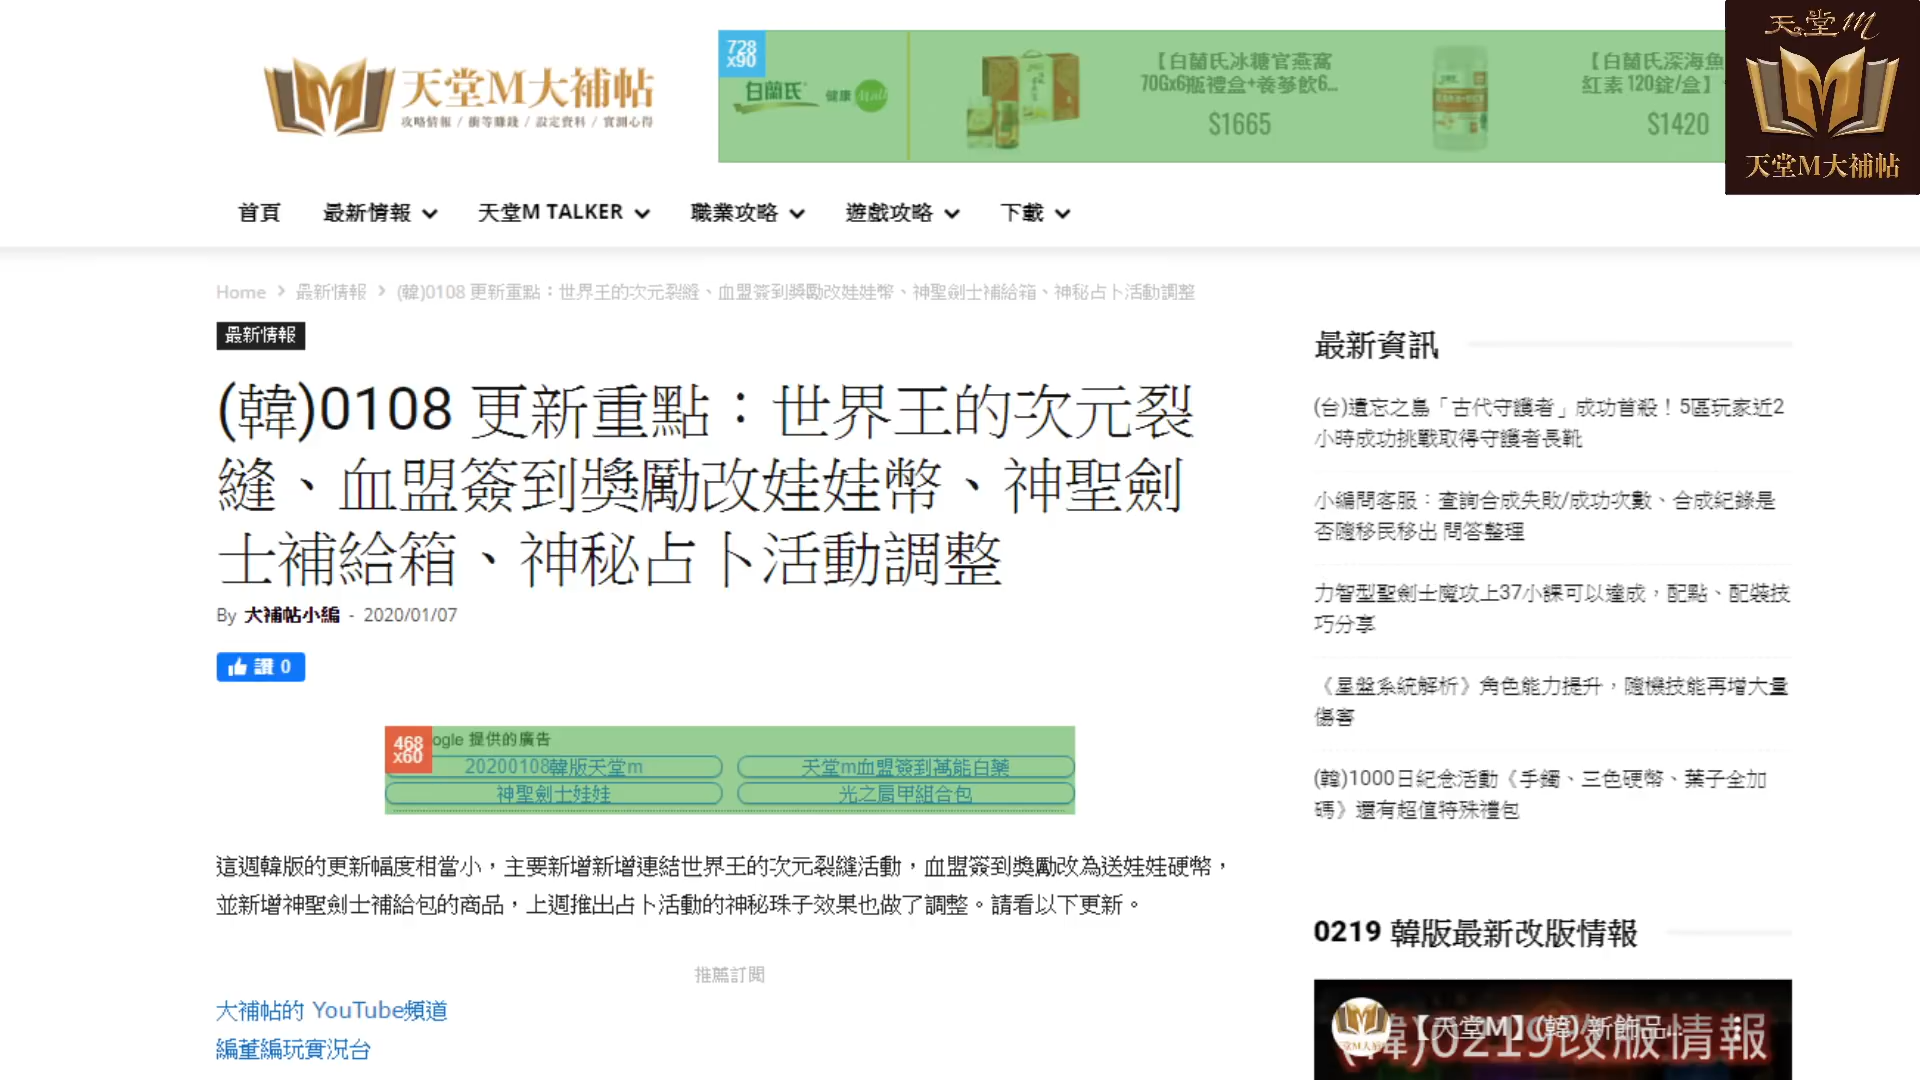 天堂M大補帖
攻略情報 / 衝等賺錢 / 設定資料 / 實測心得
728
x90
白蘭氏
健康 Mall
【白蘭氏冰糖官燕窩
70Gx6瓶禮盒+養蔘飲6...
$1665
【白蘭氏深海魚
紅素 120錠/盒】
$1420
天堂M
天堂M大補帖
首頁
最新情報
天堂M TALKER
職業攻略
遊戲攻略
下載
Home > 最新情報 > (韓)0108 更新重點：世界王的次元裂縫、血盟簽到獎勵改娃娃幣、神聖劍士補給箱、神秘占卜活動調整
最新情報
(韓)0108 更新重點：世界王的次元裂
縫、血盟簽到獎勵改娃娃幣、神聖劍
士補給箱、神秘占卜活動調整
By 大補帖小編 - 2020/01/07
讚 0
468
x60
ogle 提供的廣告
20200108韓版天堂m
天堂m血盟簽到萬能白藥
神聖劍士娃娃
光之肩甲組合包
這週韓版的更新幅度相當小，主要新增新增連結世界王的次元裂縫活動，血盟簽到獎勵改為送娃娃硬幣，
並新增神聖劍士補給包的商品，上週推出占卜活動的神秘珠子效果也做了調整。請看以下更新。
推薦訂閱
大補帖的 YouTube頻道
編董編玩實況台
最新資訊
(台)遺忘之島「古代守護者」成功首殺！5區玩家近2
小時成功挑戰取得守護者長靴
小編問客服：查詢合成失敗/成功次數、合成紀錄是
否隨移民移出 問答整理
力智型聖劍士魔攻上37小課可以達成，配點、配裝技
巧分享
《星盤系統解析》角色能力提升，隨機技能再增大量
傷害
(韓)1000日紀念活動《手鐲、三色硬幣、葉子全加
碼》還有超值特殊禮包
0219 韓版最新改版情報
【天堂M】(韓) 新飾品...
(韓)0219改版情報